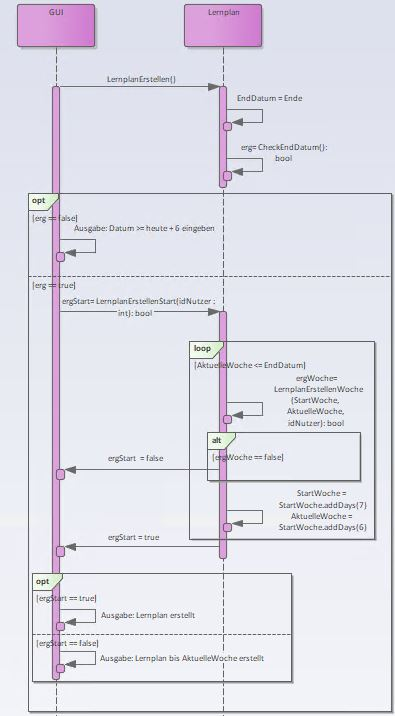 GUI
Lernplan
LernplanErstellen()
EndDatum = Ende
erg= CheckEndDatum():
bool
opt
[erg == false]
Ausgabe: Datum >= heute + 6 eingeben
[erg == true]
ergStart= LernplanErstellenStart(idNutzer :
int): bool
loop
[AktuelleWoche <= EndDatum]
ergWoche=
LernplanErstellenWoche
(StartWoche,
AktuelleWoche,
idNutzer): bool
alt
[ergWoche == false]
ergStart = false
StartWoche =
StartWoche.addDays(7)
AktuelleWoche =
StartWoche.addDays(6)
ergStart = true
opt
[ergStart == true]
Ausgabe: Lernplan erstellt
[ergStart == false]
Ausgabe: Lernplan bis AktuelleWoche erstellt